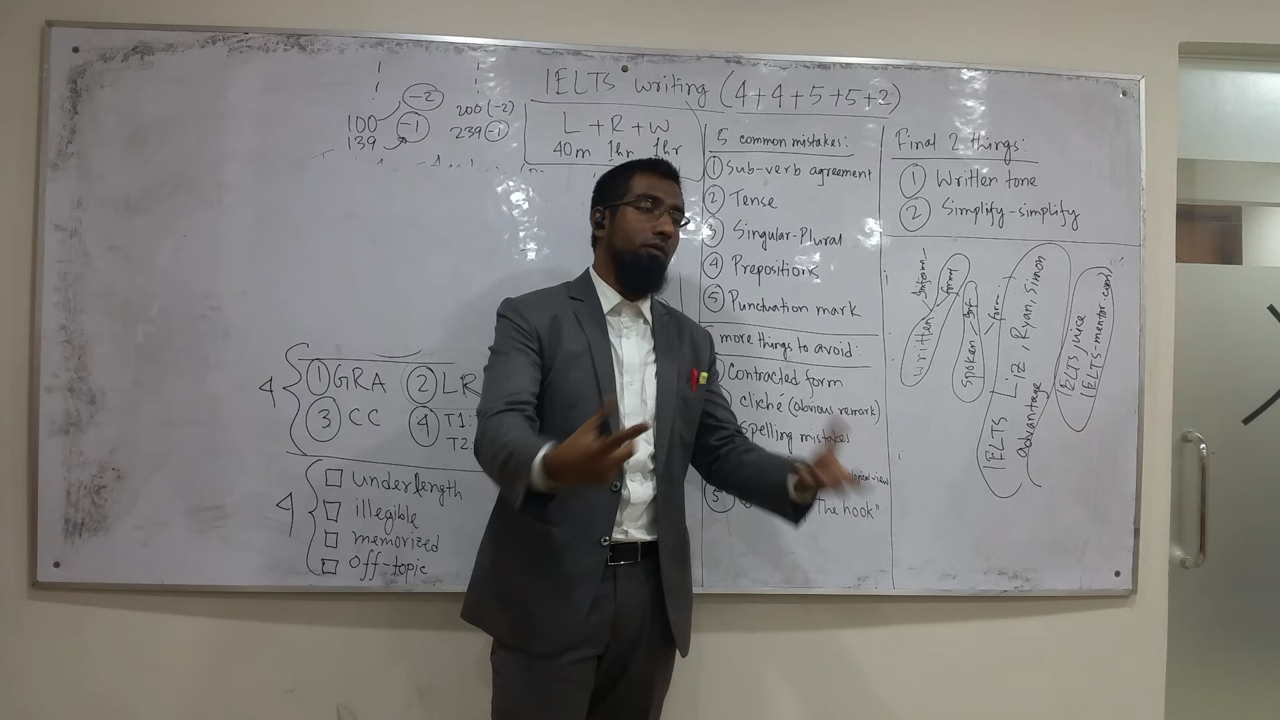 IELTS writing (4+4+5+5+2)
-2
100
-1
139
200 (-2)
239 -1
L + R + W
40m 1hr 1hr
4
1 GRA 2 LR
3 CC 4 T1:
T2:
4
underlength
illegible
memorized
Off-topic
5 common mistakes:
1 Sub-verb agreement
2 Tense
3 Singular-Plural
4 Prepositions
5 Punctuation mark
more things to avoid:
Contracted form
cliché (obvious remark)
Spelling mistakes
5 "The hook"
Final 2 things:
1 Written tone
2 Simplify-simplify
Written
form
spoken
form
IELTS Liz, Ryan, Simon
advantage
IELTS juice
IELTS-mentor.com